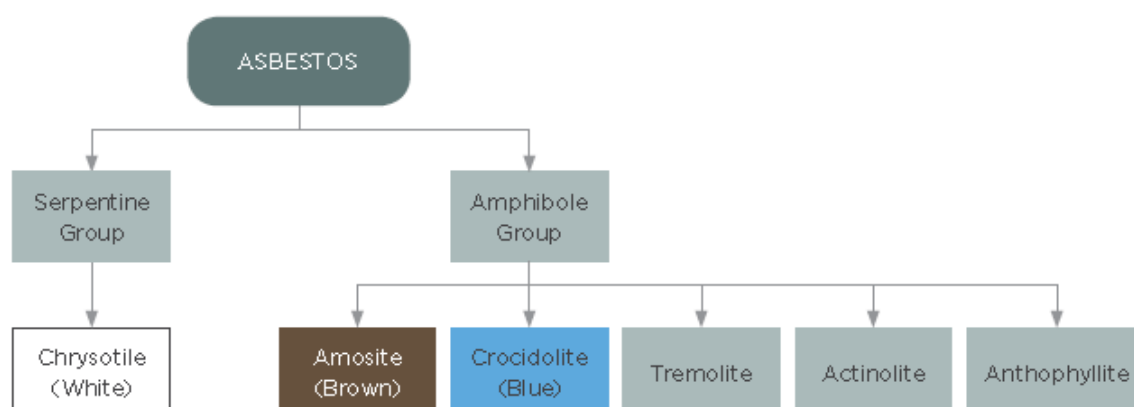 ASBESTOS
Serpentine
Group
Amphibole
Group
Chrysotile
(White)
Amosite
(Brown)
Crocidolite
(Blue)
Tremolite
Actinolite
Anthophyllite